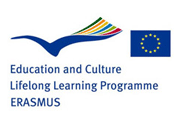 Education and Culture
Lifelong Learning Programme
ERASMUS